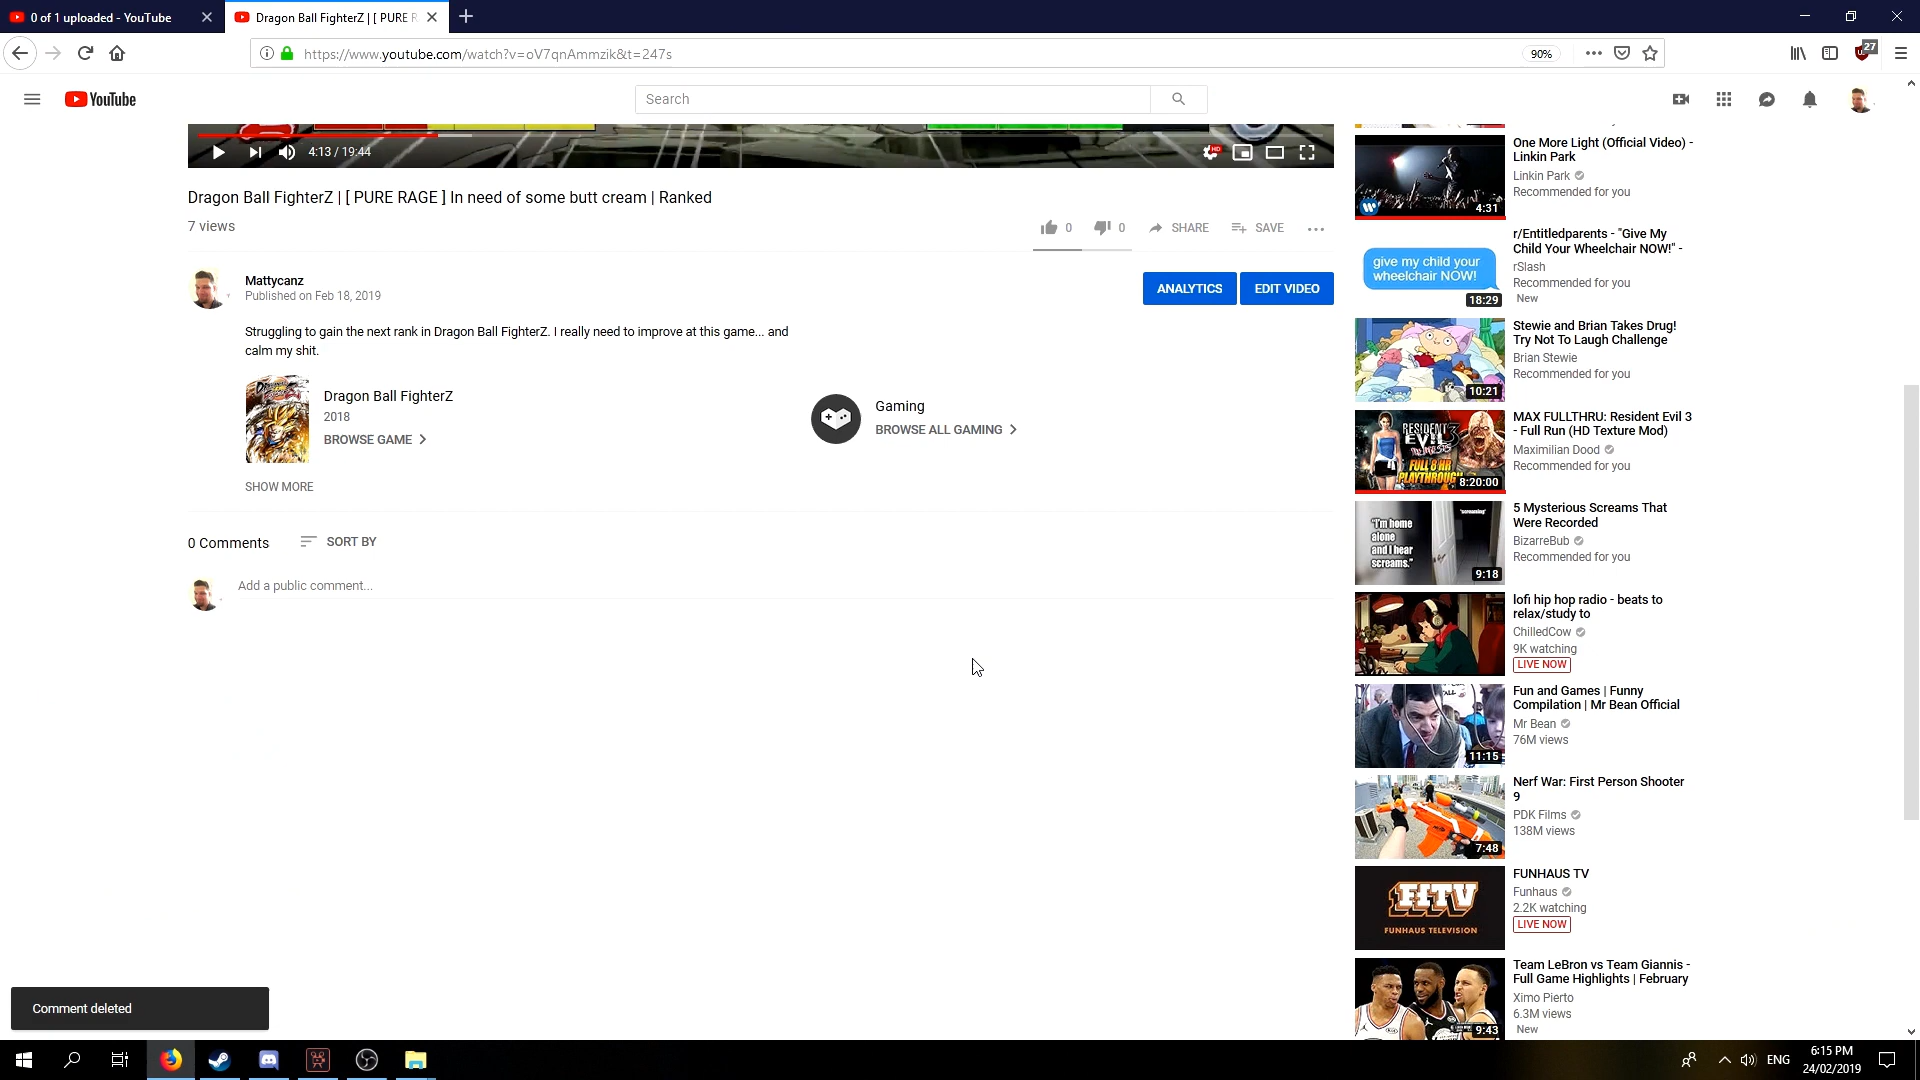 0 of 1 uploaded - YouTube
Dragon Ball FighterZ | [ PURE R
https://www.youtube.com/watch?v=oV7qnAmmzik&t=247s
90%
27
YouTube
Search
4:13 / 19:44
HD
Dragon Ball FighterZ | [ PURE RAGE ] In need of some butt cream | Ranked
7 views
0
0
SHARE
SAVE
Mattycanz
Published on Feb 18, 2019
ANALYTICS
EDIT VIDEO
Struggling to gain the next rank in Dragon Ball FighterZ. I really need to improve at this game... and
calm my shit.
Dragon Ball FighterZ
2018
BROWSE GAME
Gaming
BROWSE ALL GAMING
SHOW MORE
0 Comments
SORT BY
Add a public comment...
One More Light (Official Video) -
Linkin Park
Linkin Park
Recommended for you
4:31
r/Entitledparents - "Give My
Child Your Wheelchair NOW!" -
rSlash
Recommended for you
New
give my child your
wheelchair NOW!
18:29
Stewie and Brian Takes Drug!
Try Not To Laugh Challenge
Brian Stewie
Recommended for you
10:21
MAX FULLTHRU: Resident Evil 3
- Full Run (HD Texture Mod)
Maximilian Dood
Recommended for you
RESIDENT
EVIL
FULL 8 HR
PLAYTHROUGH
8:20:00
5 Mysterious Screams That
Were Recorded
BizarreBub
Recommended for you
"I'm home
alone
and I hear
screams."
*screaming*
9:18
lofi hip hop radio - beats to
relax/study to
ChilledCow
9K watching
LIVE NOW
Fun and Games | Funny
Compilation | Mr Bean Official
Mr Bean
76M views
11:15
Nerf War: First Person Shooter
9
PDK Films
138M views
7:48
FUNHAUS TV
Funhaus
2.2K watching
LIVE NOW
FHTV
FUNHAUS TELEVISION
Team LeBron vs Team Giannis -
Full Game Highlights | February
Ximo Pierto
6.3M views
New
9:43
Comment deleted
ENG
6:15 PM
24/02/2019